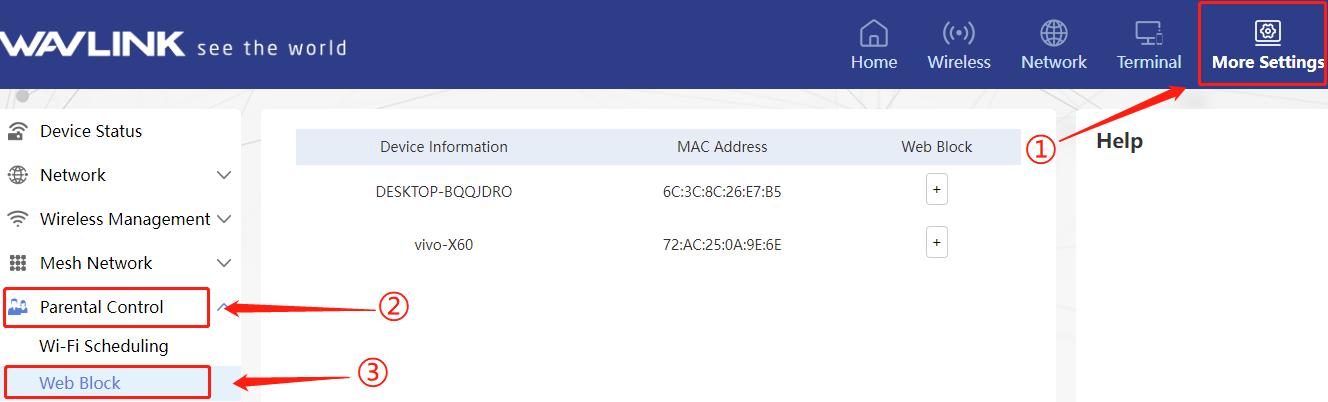 WAVLINK see the world
Home Wireless Network Terminal More Settings
①
Device Status
Network
Wireless Management
Mesh Network
Parental Control
②
Wi-Fi Scheduling
Web Block
③
Device Information MAC Address Web Block
DESKTOP-BQQJDRO 6C:3C:8C:26:E7:B5 +
vivo-X60 72:AC:25:0A:9E:6E +
Help